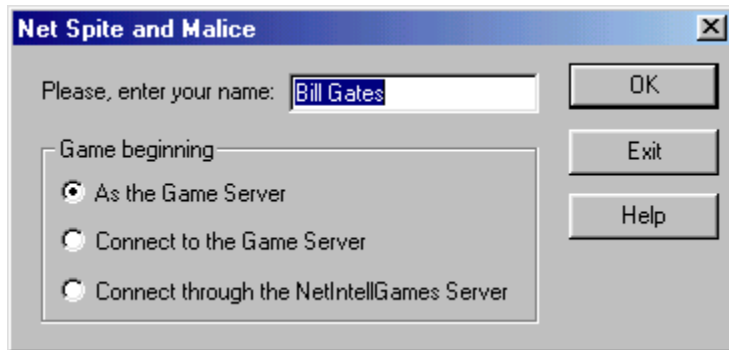 Net Spite and Malice
Please, enter your name: Bill Gates
OK
Game beginning
Exit
As the Game Server
Help
Connect to the Game Server
Connect through the NetIntellGames Server